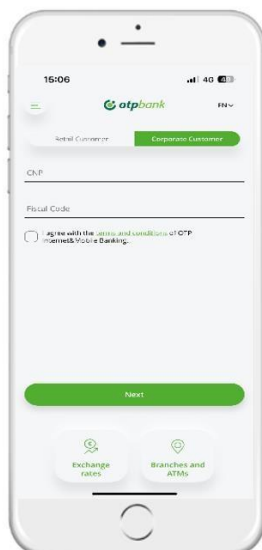 15:06
4G
otpbank
EN
Retail Customer
Corporate Customer
CNP
Fiscal Code
I agree with the terms and conditions of OTP
Internet&Mobile Banking.
Next
Exchange
rates
Branches and
ATMs